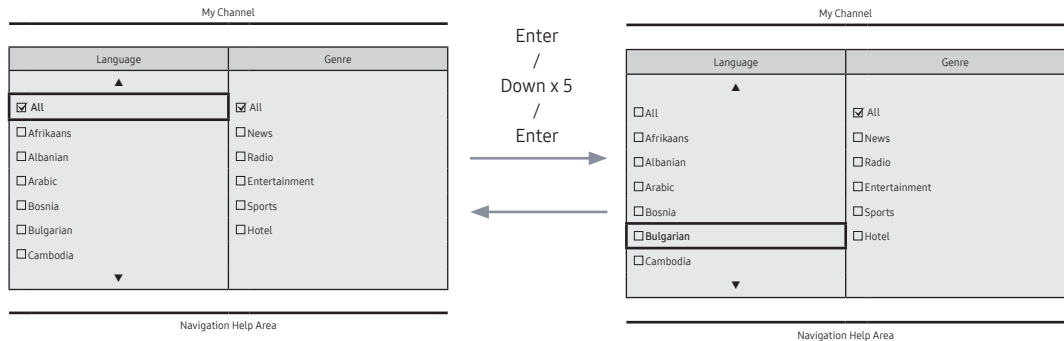 My Channel
Language Genre
▲
☑ All ☑ All
☐ Afrikaans ☐ News
☐ Albanian ☐ Radio
☐ Arabic ☐ Entertainment
☐ Bosnia ☐ Sports
☐ Bulgarian ☐ Hotel
☐ Cambodia
▼
Navigation Help Area
Enter
/
Down x 5
/
Enter
My Channel
Language Genre
▲
☐ All ☑ All
☐ Afrikaans ☐ News
☐ Albanian ☐ Radio
☐ Arabic ☐ Entertainment
☐ Bosnia ☐ Sports
☐ Bulgarian ☐ Hotel
☐ Cambodia
▼
Navigation Help Area